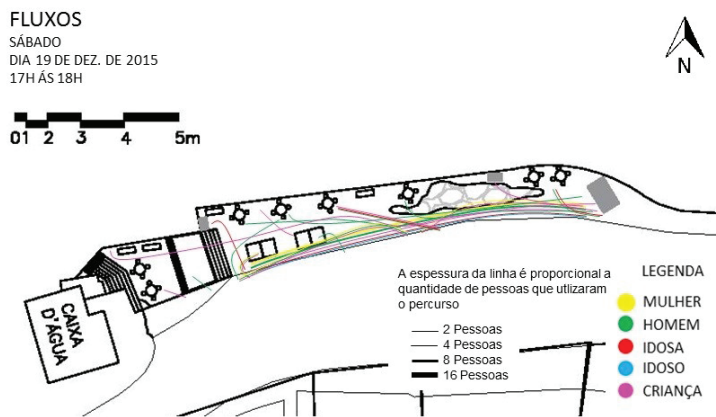 FLUXOS
SÁBADO
DIA 19 DE DEZ. DE 2015
17H ÁS 18H
N
01 2 3 4 5m
CAIXA
D'ÁGUA
A espessura da linha é proporcional a
quantidade de pessoas que utlizaram
o percurso
2 Pessoas
4 Pessoas
8 Pessoas
16 Pessoas
LEGENDA
MULHER
HOMEM
IDOSA
IDOSO
CRIANÇA